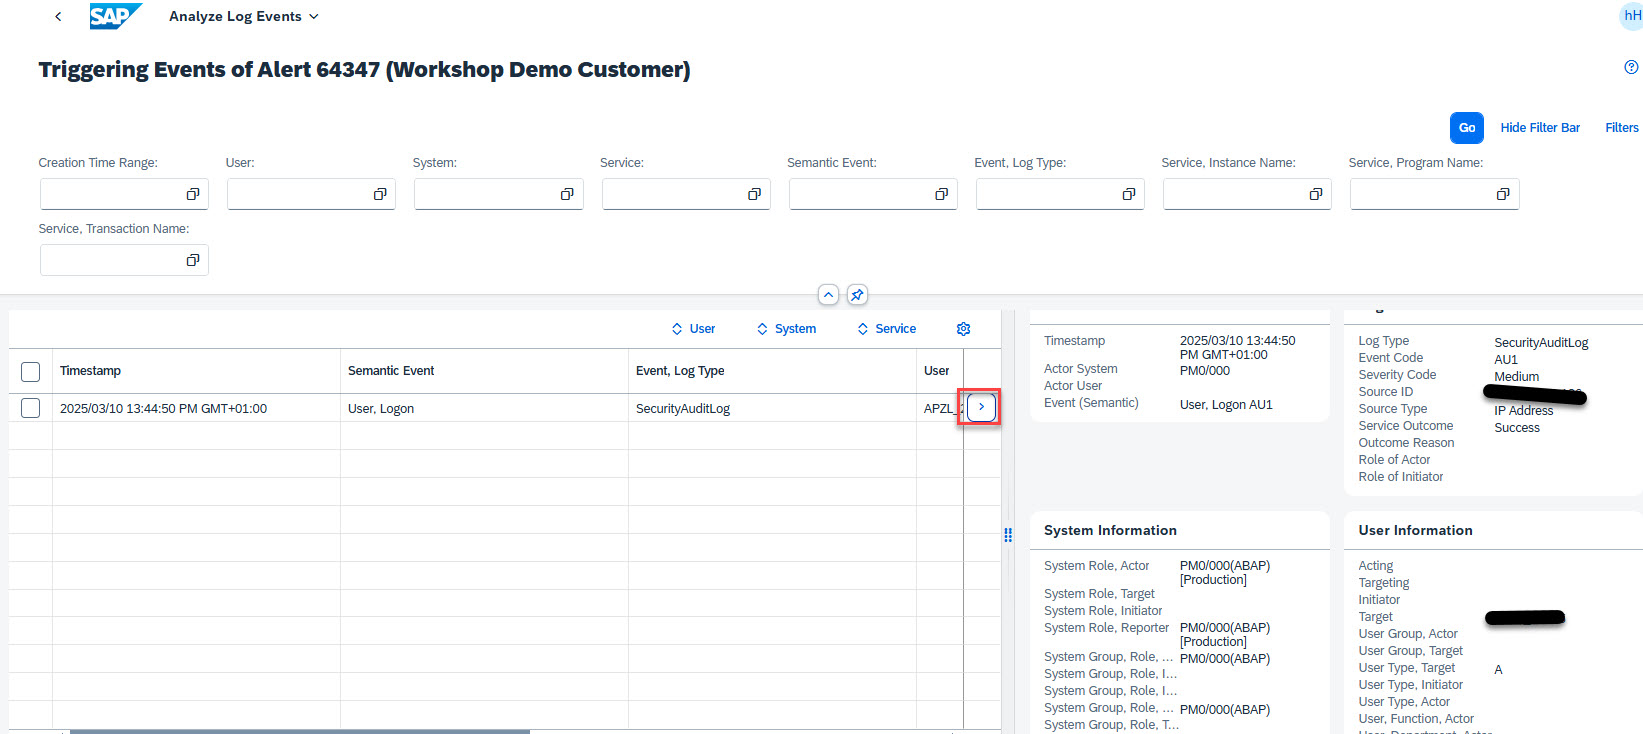 SAP Analyze Log Events
hH
Triggering Events of Alert 64347 (Workshop Demo Customer)
Go Hide Filter Bar Filters
Creation Time Range: User: System: Service: Semantic Event: Event, Log Type: Service, Instance Name: Service, Program Name:
Service, Transaction Name:
User System Service
Timestamp Semantic Event Event, Log Type User
2025/03/10 13:44:50 PM GMT+01:00 User, Logon SecurityAuditLog APZL_
Timestamp 2025/03/10 13:44:50
PM GMT+01:00
Actor System PM0/000
Actor User
Event (Semantic) User, Logon AU1
Log Type SecurityAuditLog
Event Code AU1
Severity Code Medium
Source ID
Source Type IP Address
Service Outcome Success
Outcome Reason
Role of Actor
Role of Initiator
System Information
System Role, Actor PM0/000(ABAP)
[Production]
System Role, Target
System Role, Initiator
System Role, Reporter PM0/000(ABAP)
[Production]
System Group, Role, ... PM0/000(ABAP)
System Group, Role, I...
System Group, Role, I...
System Group, Role, ... PM0/000(ABAP)
System Group, Role, T...
User Information
Acting
Targeting
Initiator
Target
User Group, Actor
User Group, Target
User Type, Target A
User Type, Initiator
User Type, Actor
User, Function, Actor